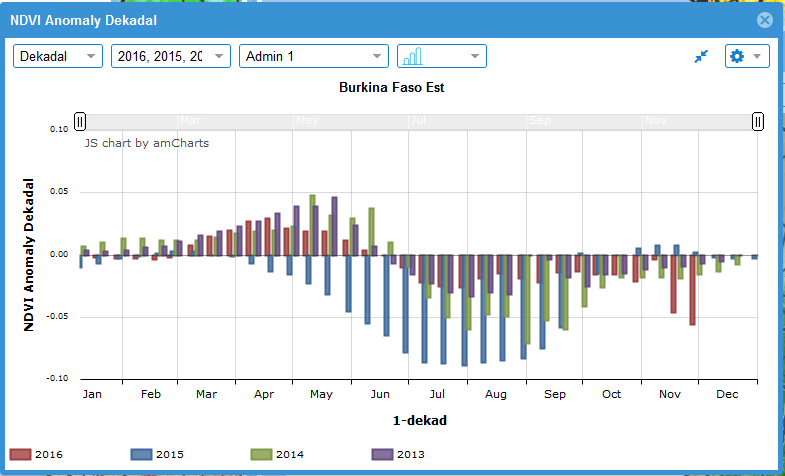 NDVI Anomaly Dekadal
Dekadal
2016, 2015, 20
Admin 1
Burkina Faso Est
Mar
May
Jul
Sep
Nov
JS chart by amCharts
NDVI Anomaly Dekadal
0.10
0.05
0.00
-0.05
-0.10
Jan Feb Mar Apr May Jun Jul Aug Sep Oct Nov Dec
1-dekad
2016 2015 2014 2013